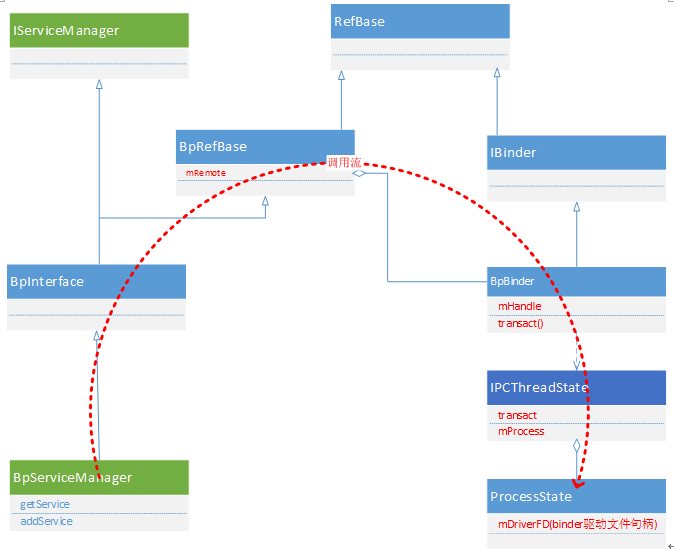 IServiceManager
RefBase
BpRefBase
mRemote
调用流
IBinder
BpInterface
BpBinder
mHandle
transact()
IPCThreadState
transact
mProcess
BpServiceManager
getService
addService
ProcessState
mDriverFD(binder驱动文件句柄)